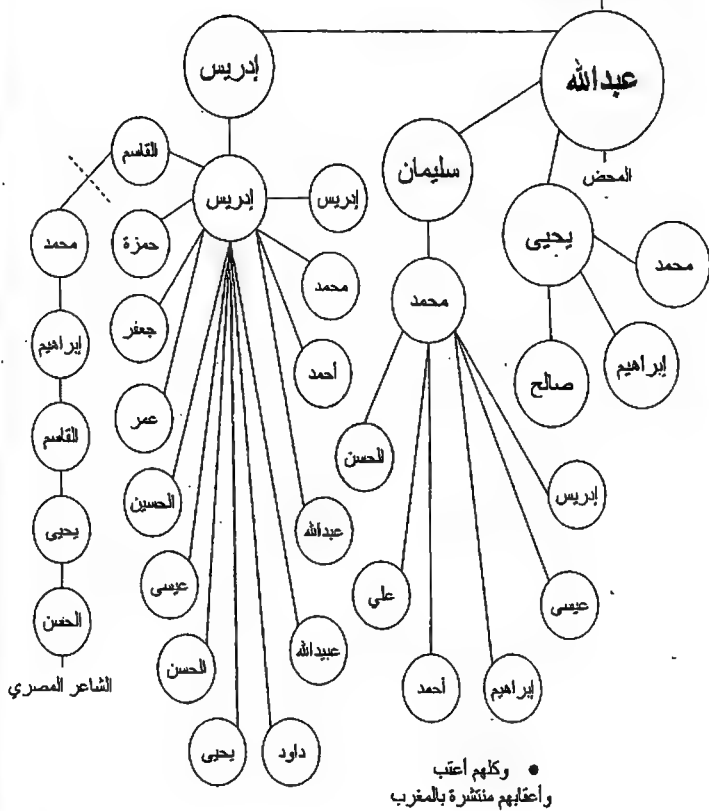 إدريس
عبدالله
القاسم
سليمان
المحض
إدريس
إدريس
يحيى
محمد
حمزة
محمد
محمد
محمد
جعفر
إبراهيم
أحمد
صالح
إبراهيم
عمر
القاسم
الحسن
الحسين
إدريس
يحيى
عبدالله
عيسى
علي
عيسى
الحسن
الحسن
عبيدالله
الشاعر المصري
أحمد
إبراهيم
يحيى
داود
• وكلهم أعتب
وأعقابهم منتشرة بالمغرب